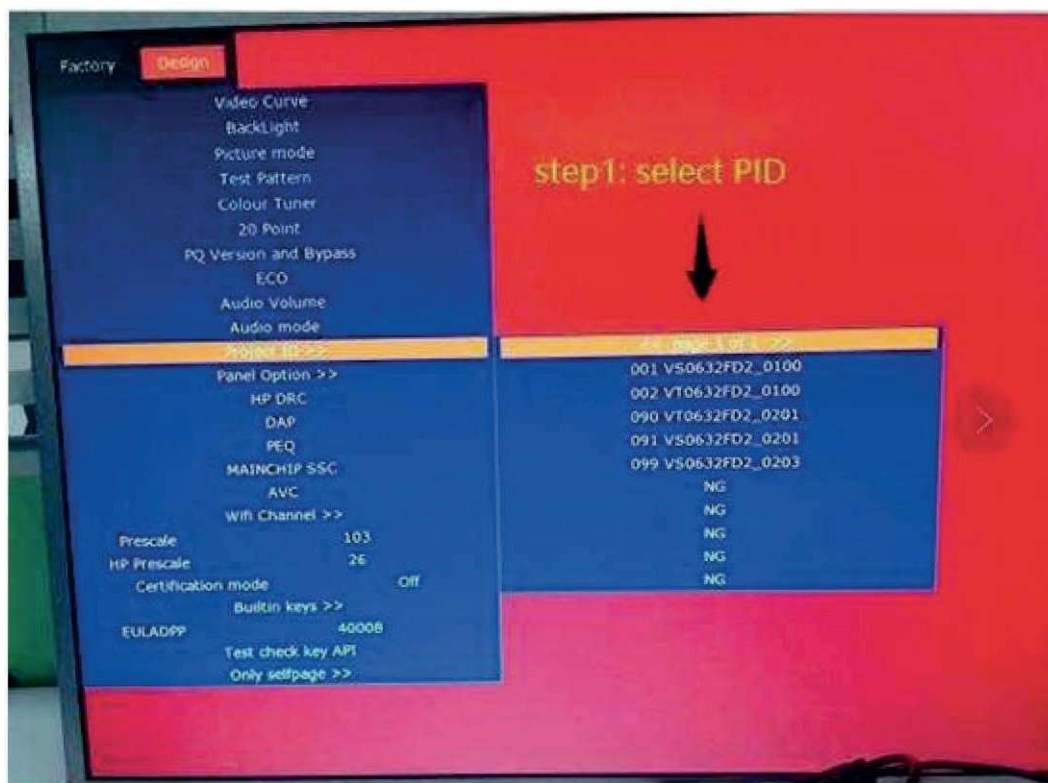 Factory Design
Video Curve
BackLight
Picture mode
Test Pattern
Colour Tuner
20 Point
PQ Version and Bypass
ECO
Audio Volume
Audio mode
Project ID >>
Panel Option >>
HP DRC
DAP
PEQ
MAINCHIP SSC
AVC
Wifi Channel >>
Prescale 103
HP Prescale 26
Certification mode Off
Builtin keys >>
EULADPP 40008
Test check key API
Only selfpage >>
step1: select PID
<< page 1 of 1 >>
001 VS0632FD2_0100
002 VT0632FD2_0100
090 VT0632FD2_0201
091 VS0632FD2_0201
099 VS0632FD2_0203
NG
NG
NG
NG
NG